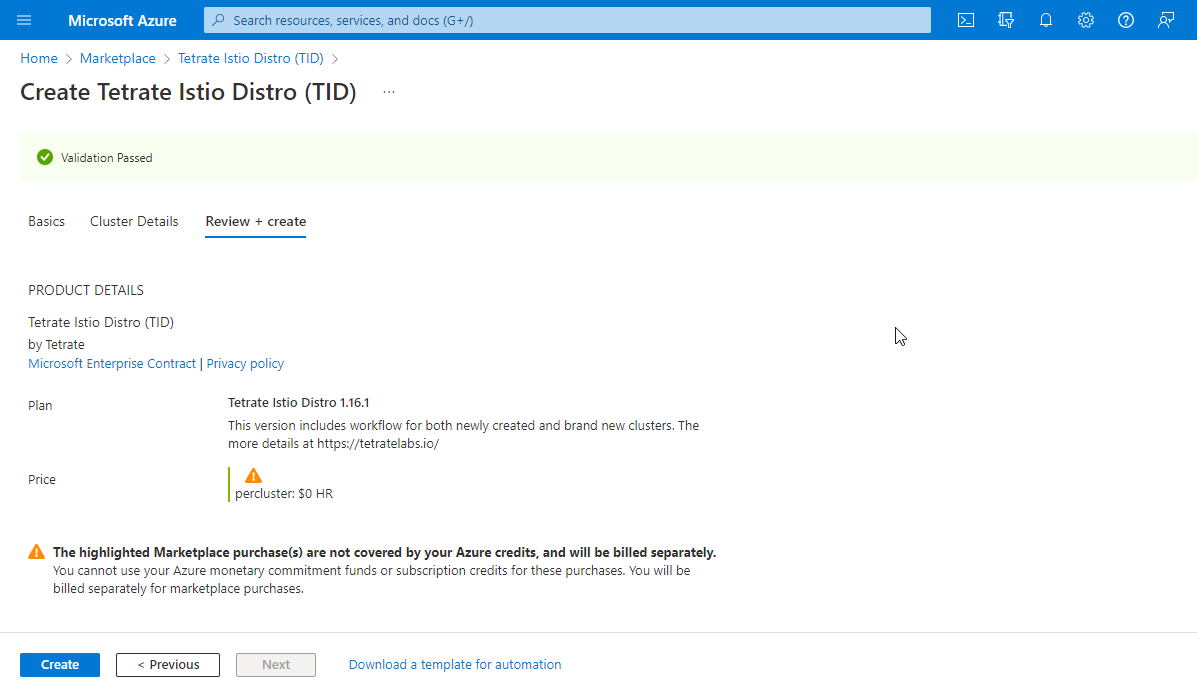 Microsoft Azure
Search resources, services, and docs (G+/)
Home > Marketplace > Tetrate Istio Distro (TID) >
Create Tetrate Istio Distro (TID) ...
Validation Passed
Basics Cluster Details Review + create
PRODUCT DETAILS
Tetrate Istio Distro (TID)
by Tetrate
Microsoft Enterprise Contract | Privacy policy
Plan
Tetrate Istio Distro 1.16.1
This version includes workflow for both newly created and brand new clusters. The
more details at https://tetratelabs.io/
Price
percluster: $0 HR
The highlighted Marketplace purchase(s) are not covered by your Azure credits, and will be billed separately.
You cannot use your Azure monetary commitment funds or subscription credits for these purchases. You will be
billed separately for marketplace purchases.
Create < Previous Next Download a template for automation